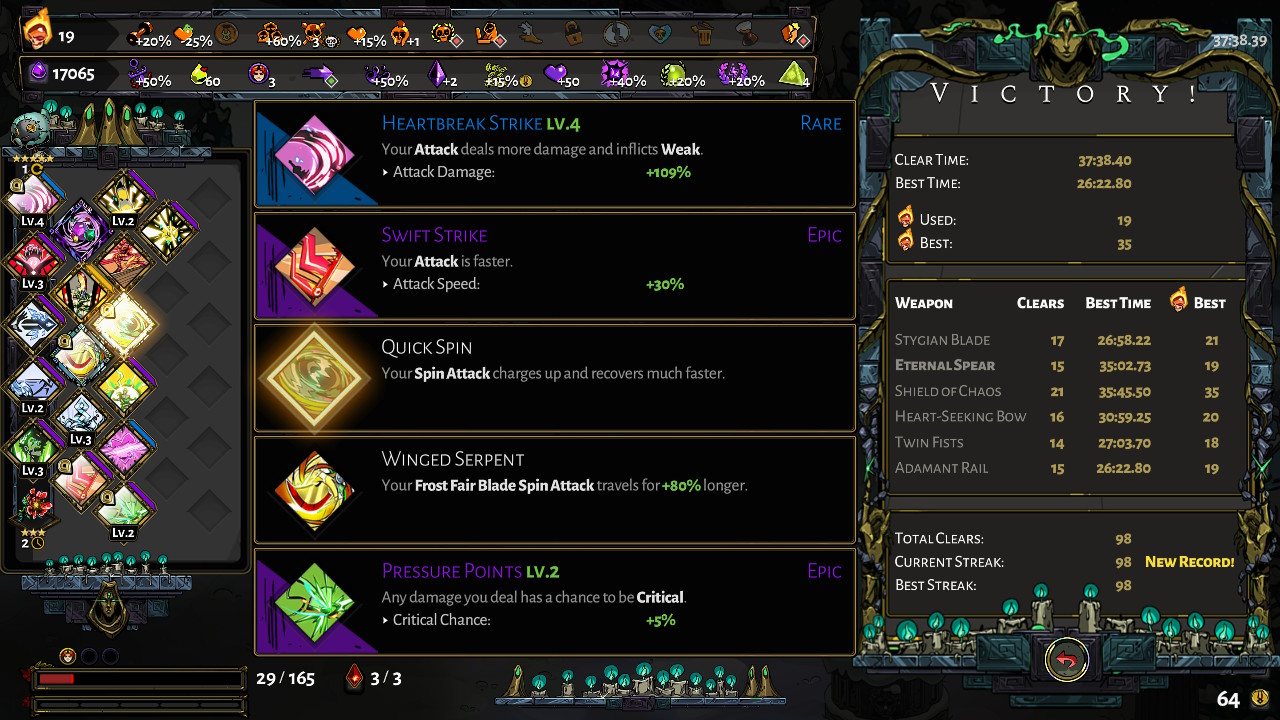 19
+20%
-25%
+60%
3
+15%
+1
37:38.39
17065
+50%
60
3
+50%
+2
+15%
+50
+40%
+20%
+20%
4
VICTORY!
1
Lv.4
Lv.2
Lv.3
Lv.2
Lv.3
Lv.3
Lv.2
2
HEARTBREAK STRIKE LV.4
RARE
Your Attack deals more damage and inflicts Weak.
Attack Damage: +109%
SWIFT STRIKE
EPIC
Your Attack is faster.
Attack Speed: +30%
QUICK SPIN
Your Spin Attack charges up and recovers much faster.
WINGED SERPENT
Your Frost Fair Blade Spin Attack travels for +80% longer.
PRESSURE POINTS LV.2
EPIC
Any damage you deal has a chance to be Critical.
Critical Chance: +5%
29 / 165
3 / 3
CLEAR TIME: 37:38.40
BEST TIME: 26:22.80
USED: 19
BEST: 35
WEAPON CLEARS BEST TIME BEST
STYGIAN BLADE 17 26:58.22 21
ETERNAL SPEAR 15 35:02.73 19
SHIELD OF CHAOS 21 35:45.50 35
HEART-SEEKING BOW 16 30:59.25 20
TWIN FISTS 14 27:03.70 18
ADAMANT RAIL 15 26:22.80 19
TOTAL CLEARS: 98
CURRENT STREAK: 98 NEW RECORD!
BEST STREAK: 98
64